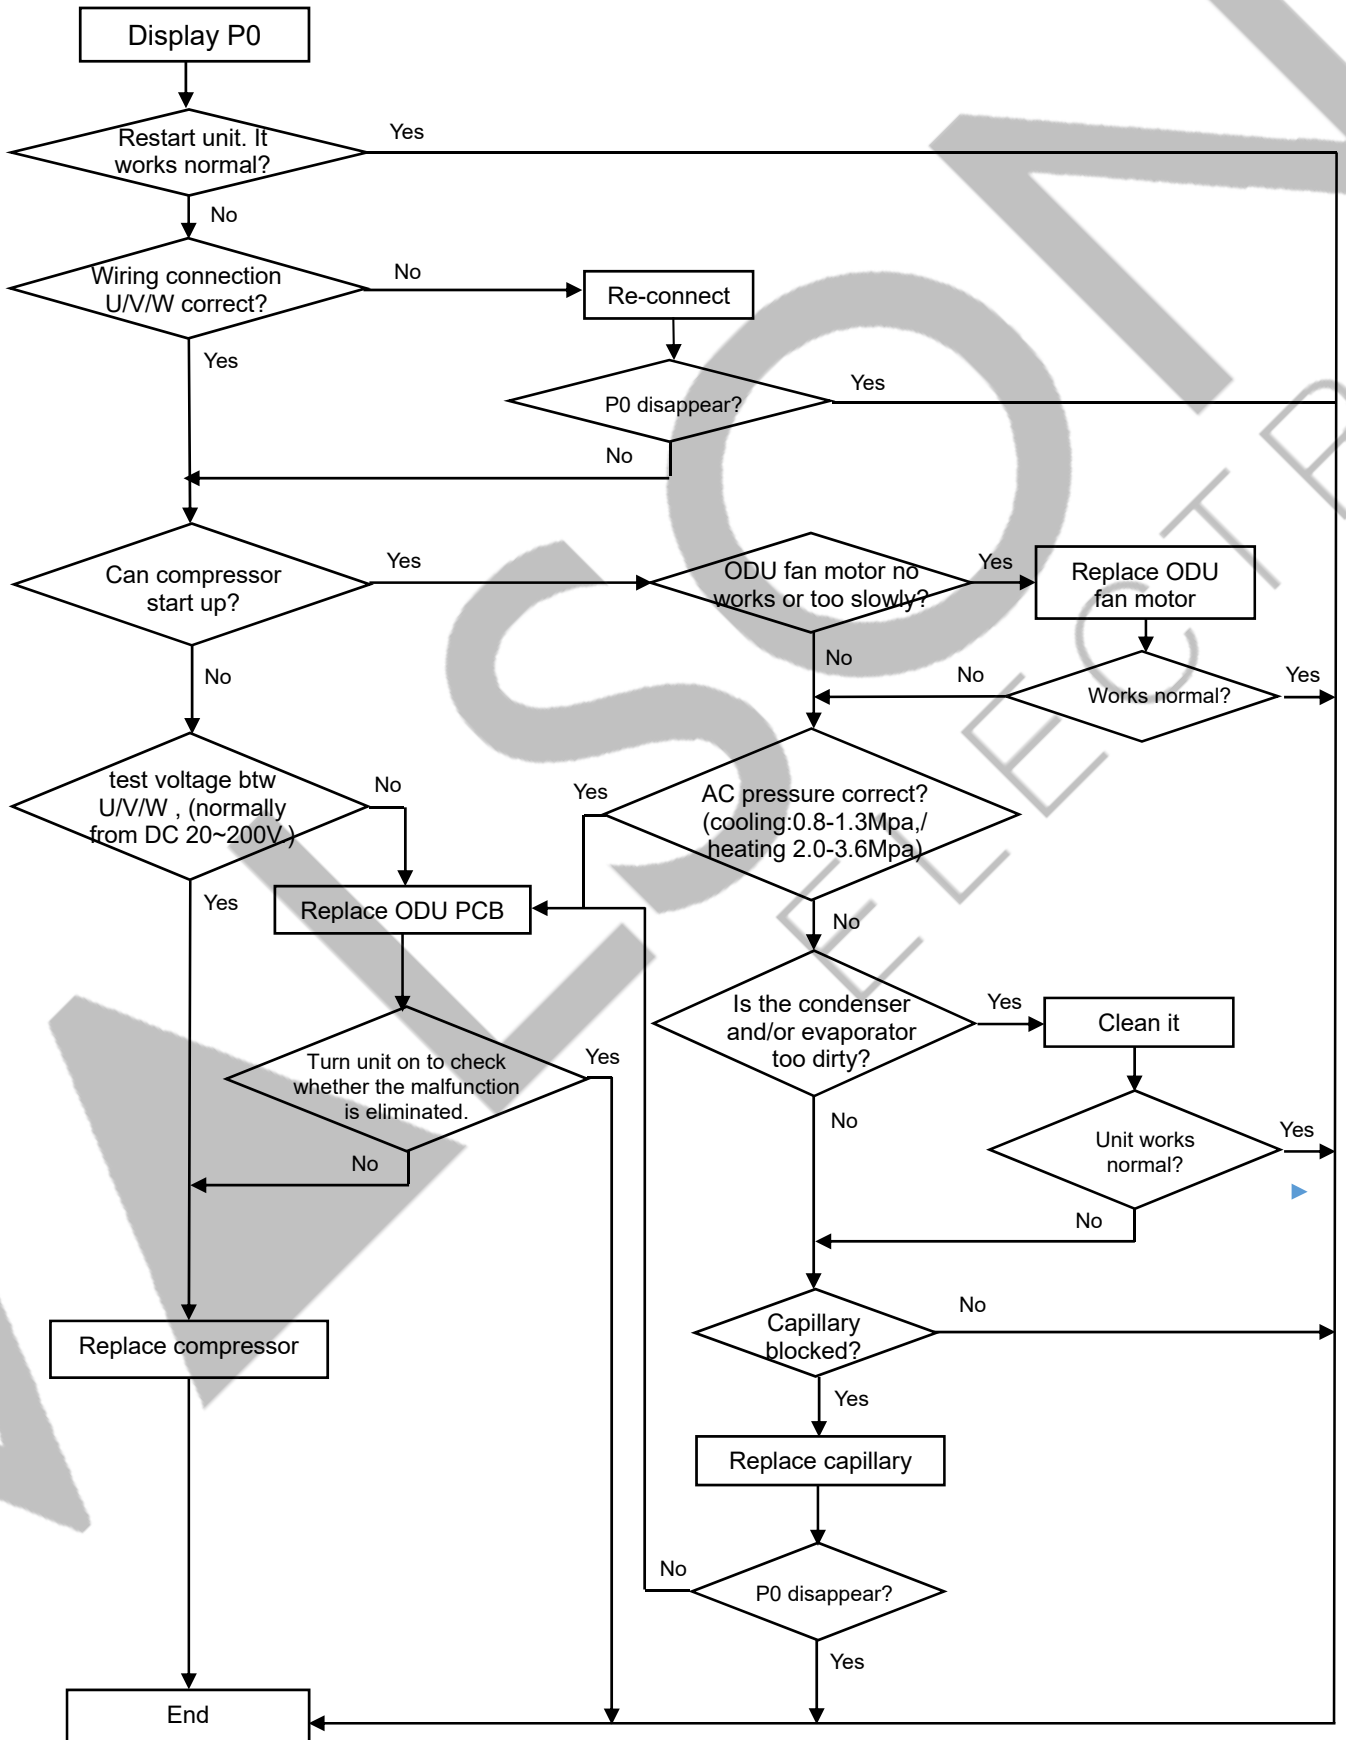 Display P0
Restart unit. It
works normal?
Yes
No
Wiring connection
U/V/W correct?
No
Re-connect
Yes
P0 disappear?
Yes
No
Can compressor
start up?
Yes
ODU fan motor no
works or too slowly?
Yes
Replace ODU
fan motor
No
No
Works normal?
No
Yes
test voltage btw
U/V/W , (normally
from DC 20~200V )
No
Yes
AC pressure correct?
(cooling:0.8-1.3Mpa,/
heating 2.0-3.6Mpa)
Yes
Replace ODU PCB
No
Is the condenser
and/or evaporator
too dirty?
Yes
Clean it
Turn unit on to check
whether the malfunction
is eliminated.
Yes
No
No
Unit works
normal?
Yes
No
Capillary
blocked?
No
Replace compressor
Yes
Replace capillary
No
P0 disappear?
Yes
End